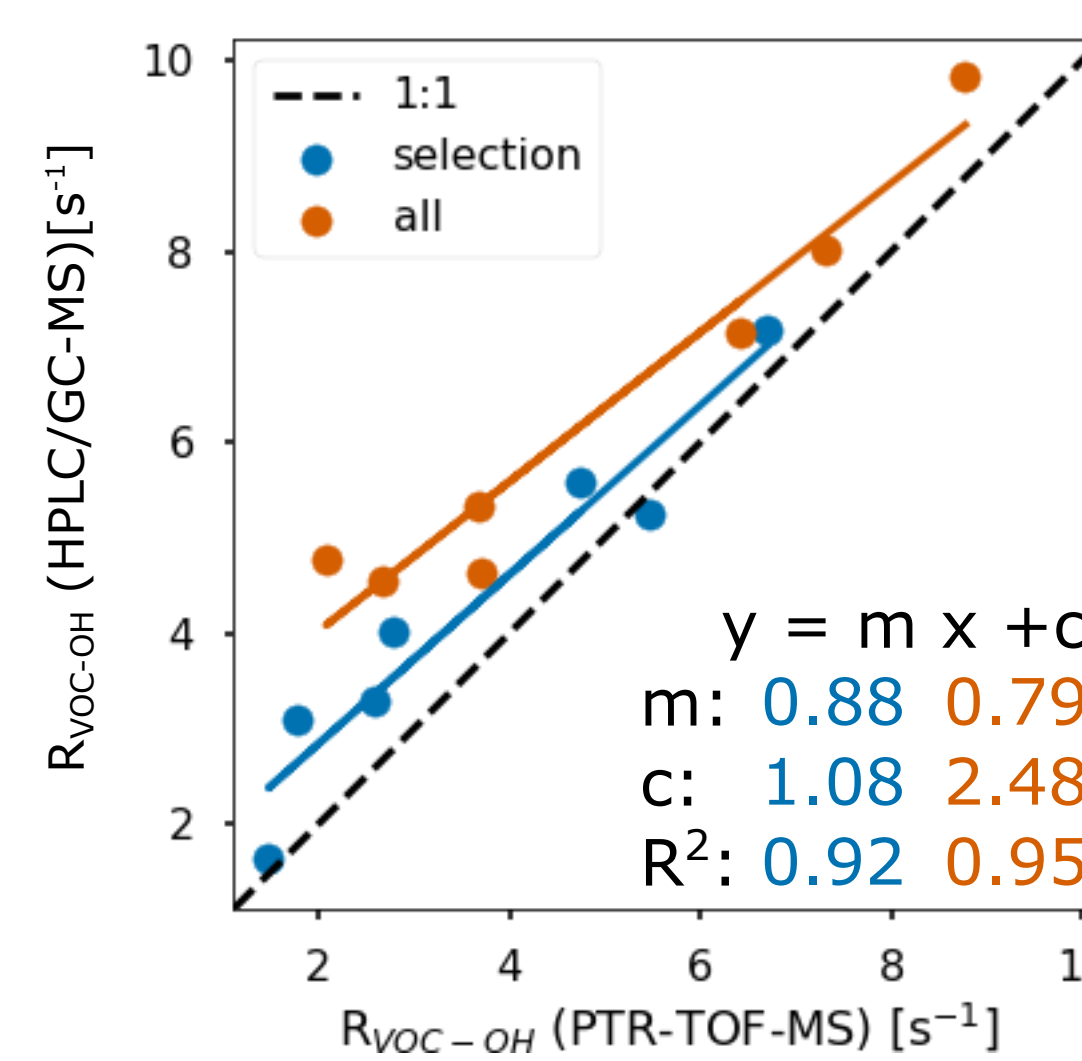 10
8
6
4
2
R_VOC-OH (HPLC/GC-MS)[s⁻¹]
1:1
selection
all
y = m x +c
m: 0.88 0.79
c: 1.08 2.48
R²: 0.92 0.95
2 4 6 8 1
R_VOC−OH (PTR-TOF-MS) [s⁻¹]